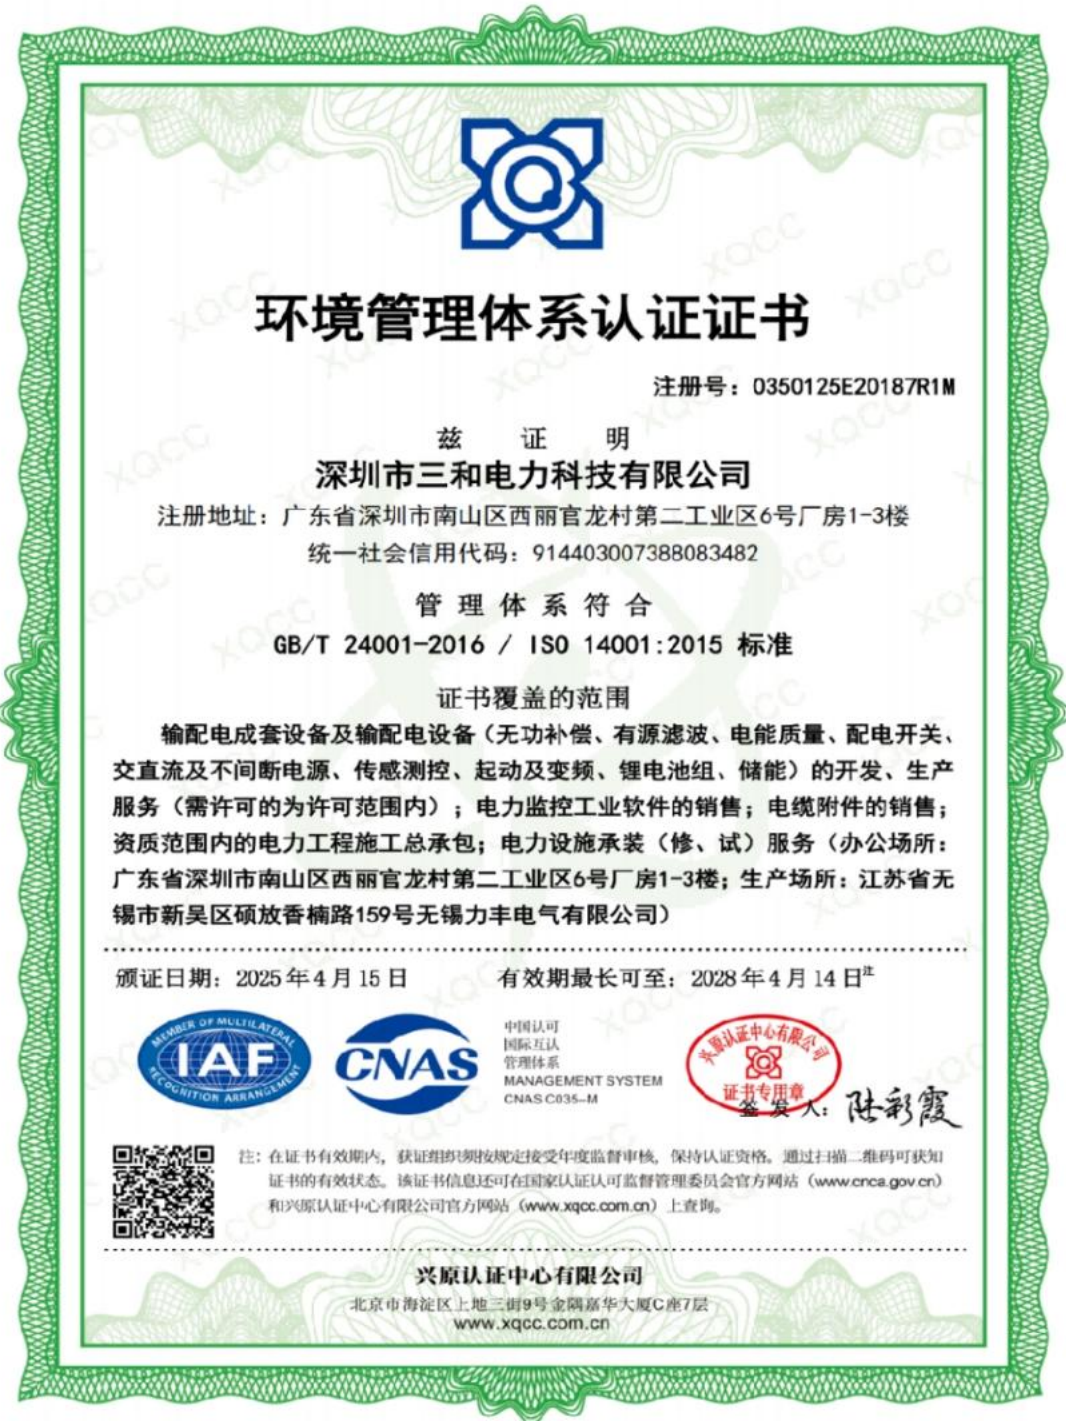 环境管理体系认证证书
注册号：0350125E20187R1M
兹 证 明
深圳市三和电力科技有限公司
注册地址：广东省深圳市南山区西丽官龙村第二工业区6号厂房1-3楼
统一社会信用代码：914403007388083482
管 理 体 系 符 合
GB/T 24001-2016 / ISO 14001:2015 标准
证书覆盖的范围
输配电成套设备及输配电设备（无功补偿、有源滤波、电能质量、配电开关、
交直流及不间断电源、传感测控、起动及变频、锂电池组、储能）的开发、生产
服务（需许可的为许可范围内）；电力监控工业软件的销售；电缆附件的销售；
资质范围内的电力工程施工总承包；电力设施承装（修、试）服务（办公场所：
广东省深圳市南山区西丽官龙村第二工业区6号厂房1-3楼；生产场所：江苏省无
锡市新吴区硕放香楠路159号无锡力丰电气有限公司）
颁证日期：2025年4月15日 有效期最长可至：2028年4月14日注
MEMBER OF MULTILATERAL
IAF
RECOGNITION ARRANGEMENT
CNAS
中国认可
国际互认
管理体系
MANAGEMENT SYSTEM
CNAS C035-M
兴原认证中心有限公司
证书专用章
签 发 人：陆彩霞
注：在证书有效期内，获证组织须按规定接受年度监督审核，保持认证资格。通过扫描二维码可获知
证书的有效状态。该证书信息还可在国家认证认可监督管理委员会官方网站（www.cnca.gov.cn）
和兴原认证中心有限公司官方网站（www.xqcc.com.cn）上查询。
兴原认证中心有限公司
北京市海淀区上地三街9号金隅嘉华大厦C座7层
www.xqcc.com.cn